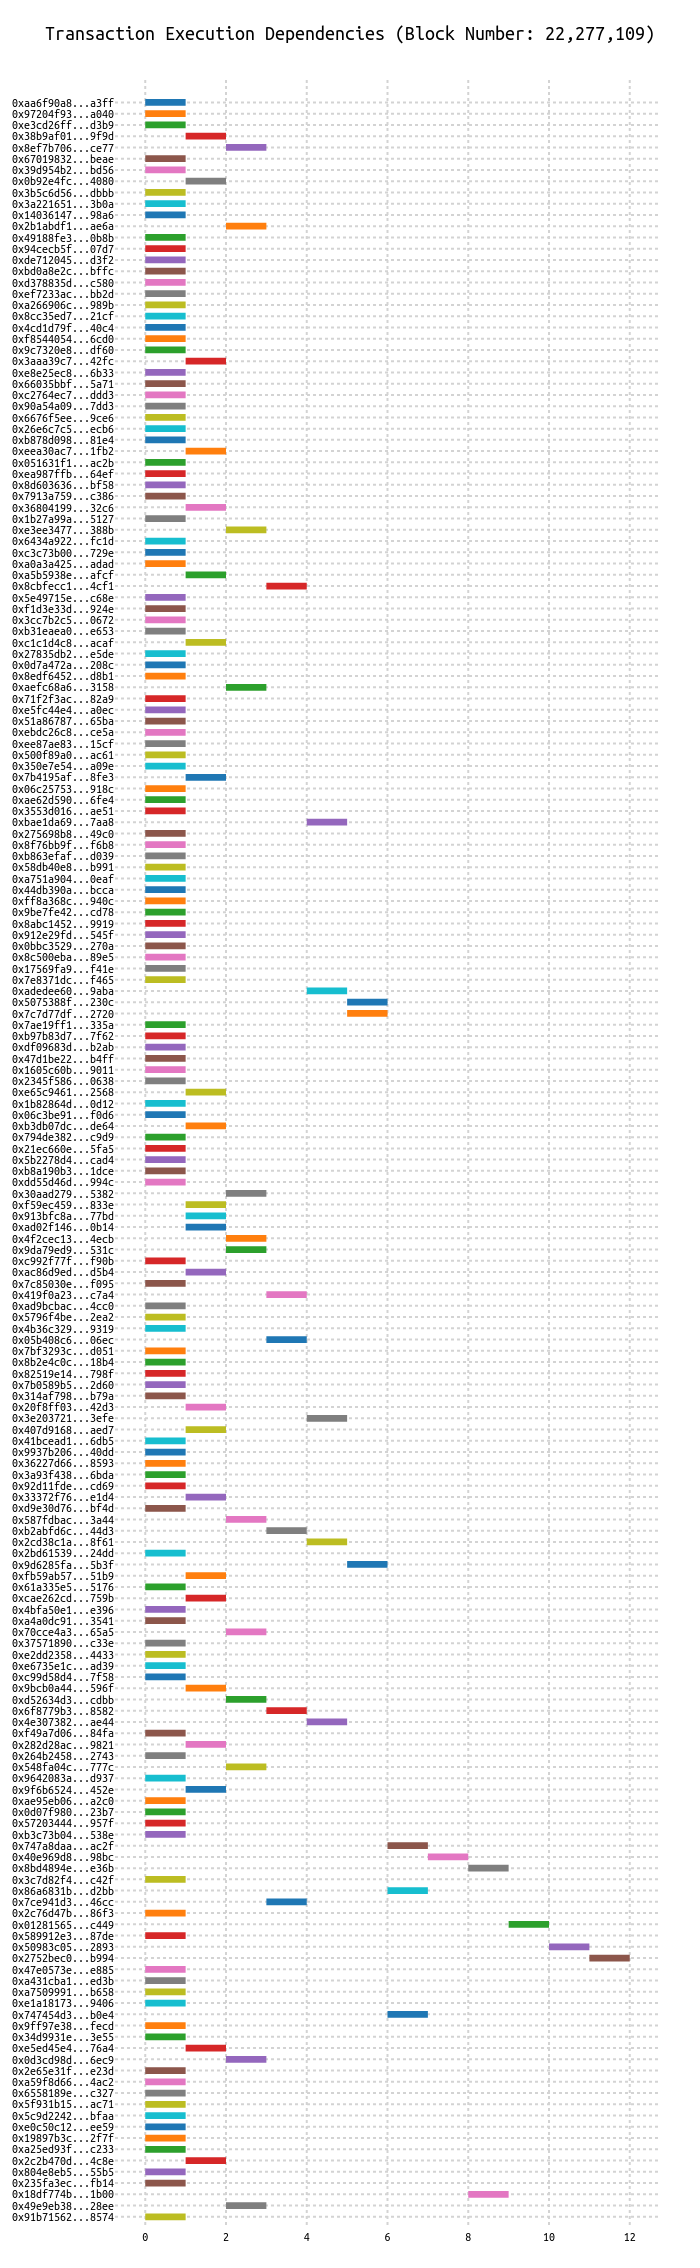 Transaction Execution Dependencies (Block Number: 22,277,109)
0xaa6f90a8...a3ff
0x97204f93...a040
0xe3cd26ff...d3b9
0x38b9af01...9f9d
0x8ef7b706...ce77
0x67019832...beae
0x39d954b2...bd56
0x0b92e4fc...4080
0x3b5c6d56...dbbb
0x3a221651...3b0a
0x14036147...98a6
0x2b1abdf1...ae6a
0x49188fe3...0b8b
0x94cecb5f...07d7
0xde712045...d3f2
0xbd0a8e2c...bffc
0xd378835d...c580
0xef7233ac...bb2d
0xa266906c...989b
0x8cc35ed7...21cf
0x4cd1d79f...40c4
0xf8544054...6cd0
0x9c7320e8...df60
0x3aaa39c7...42fc
0xe8e25ec8...6b33
0x66035bbf...5a71
0xc2764ec7...ddd3
0x90a54a09...7dd3
0x6676f5ee...9ce6
0x26e6c7c5...ecb6
0xb878d098...81e4
0xeea30ac7...1fb2
0x051631f1...ac2b
0xea987ffb...64ef
0x8d603636...bf58
0x7913a759...c386
0x36804199...32c6
0x1b27a99a...5127
0xe3ee3477...388b
0x6434a922...fc1d
0xc3c73b00...729e
0xa0a3a425...adad
0xa5b5938e...afcf
0x8cbfecc1...4cf1
0x5e49715e...c68e
0xf1d3e33d...924e
0x3cc7b2c5...0672
0xb31eaea0...e653
0xc1c1d4c8...acaf
0x27835db2...e5de
0x0d7a472a...208c
0x8edf6452...d8b1
0xaefc68a6...3158
0x71f2f3ac...82a9
0xe5fc44e4...a0ec
0x51a86787...65ba
0xebdc26c8...ce5a
0xee87ae83...15cf
0x500f89a0...ac61
0x350e7e54...a09e
0x7b4195af...8fe3
0x06c25753...918c
0xae62d590...6fe4
0x3553d016...ae51
0xbae1da69...7aa8
0x275698b8...49c0
0x8f76bb9f...f6b8
0xb863efaf...d039
0x58db40e8...b991
0xa751a904...0eaf
0x44db390a...bcca
0xff8a368c...940c
0x9be7fe42...cd78
0x8abc1452...9919
0x912e29fd...545f
0x0bbc3529...270a
0x8c500eba...89e5
0x17569fa9...f41e
0x7e8371dc...f465
0xadedee60...9aba
0x5075388f...230c
0x7c7d77df...2720
0x7ae19ff1...335a
0xb97b83d7...7f62
0xdf09683d...b2ab
0x47d1be22...b4ff
0x1605c60b...9011
0x2345f586...0638
0xe65c9461...2568
0x1b82864d...0d12
0x06c3be91...f0d6
0xb3db07dc...de64
0x794de382...c9d9
0x21ec660e...5fa5
0x5b2278d4...cad4
0xb8a190b3...1dce
0xdd55d46d...994c
0x30aad279...5382
0xf59ec459...833e
0x913bfc8a...77bd
0xad02f146...0b14
0x4f2cec13...4ecb
0x9da79ed9...531c
0xc992f77f...f90b
0xac86d9ed...d5b4
0x7c85030e...f095
0x419f0a23...c7a4
0xad9bcbac...4cc0
0x5796f4be...2ea2
0x4b36c329...9319
0x05b408c6...06ec
0x7bf3293c...d051
0x8b2e4c0c...18b4
0x82519e14...798f
0x7b0589b5...2d60
0x314af798...b79a
0x20f8ff03...42d3
0x3e203721...3efe
0x407d9168...aed7
0x41bcead1...6db5
0x9937b206...40dd
0x36227d66...8593
0x3a93f438...6bda
0x92d11fde...cd69
0x33372f76...e1d4
0xd9e30d76...bf4d
0x587fdbac...3a44
0xb2abfd6c...44d3
0x2cd38c1a...8f61
0x2bd61539...24dd
0x9d6285fa...5b3f
0xfb59ab57...51b9
0x61a335e5...5176
0xcae262cd...759b
0x4bfa50e1...e396
0xa4a0dc91...3541
0x70cce4a3...65a5
0x37571890...c33e
0xe2dd2358...4433
0xe6735e1c...ad39
0xc99d58d4...7f58
0x9bcb0a44...596f
0xd52634d3...cdbb
0x6f8779b3...8582
0x4e307382...ae44
0xf49a7d06...84fa
0x282d28ac...9821
0x264b2458...2743
0x548fa04c...777c
0x9642083a...d937
0x9f6b6524...452e
0xae95eb06...a2c0
0x0d07f980...23b7
0x57203444...957f
0xb3c73b04...538e
0x747a8daa...ac2f
0x40e969d8...98bc
0x8bd4894e...e36b
0x3c7d82f4...c42f
0x86a6831b...d2bb
0x7ce941d3...46cc
0x2c76d47b...86f3
0x01281565...c449
0x589912e3...87de
0x50983c05...2893
0x2752bec0...b994
0x47e0573e...e885
0xa431cba1...ed3b
0xa7509991...b658
0xe1a18173...9406
0x747454d3...b0e4
0x9ff97e38...fecd
0x34d9931e...3e55
0xe5ed45e4...76a4
0x0d3cd98d...6ec9
0x2e65e31f...e23d
0xa59f8d66...4ac2
0x6558189e...c327
0x5f931b15...ac71
0x5c9d2242...bfaa
0xe0c50c12...ee59
0x19897b3c...2f7f
0xa25ed93f...c233
0x2c2b470d...4c8e
0x804e8eb5...55b5
0x235fa3ec...fb14
0x18df774b...1b00
0x49e9eb38...28ee
0x91b71562...8574
0 2 4 6 8 10 12